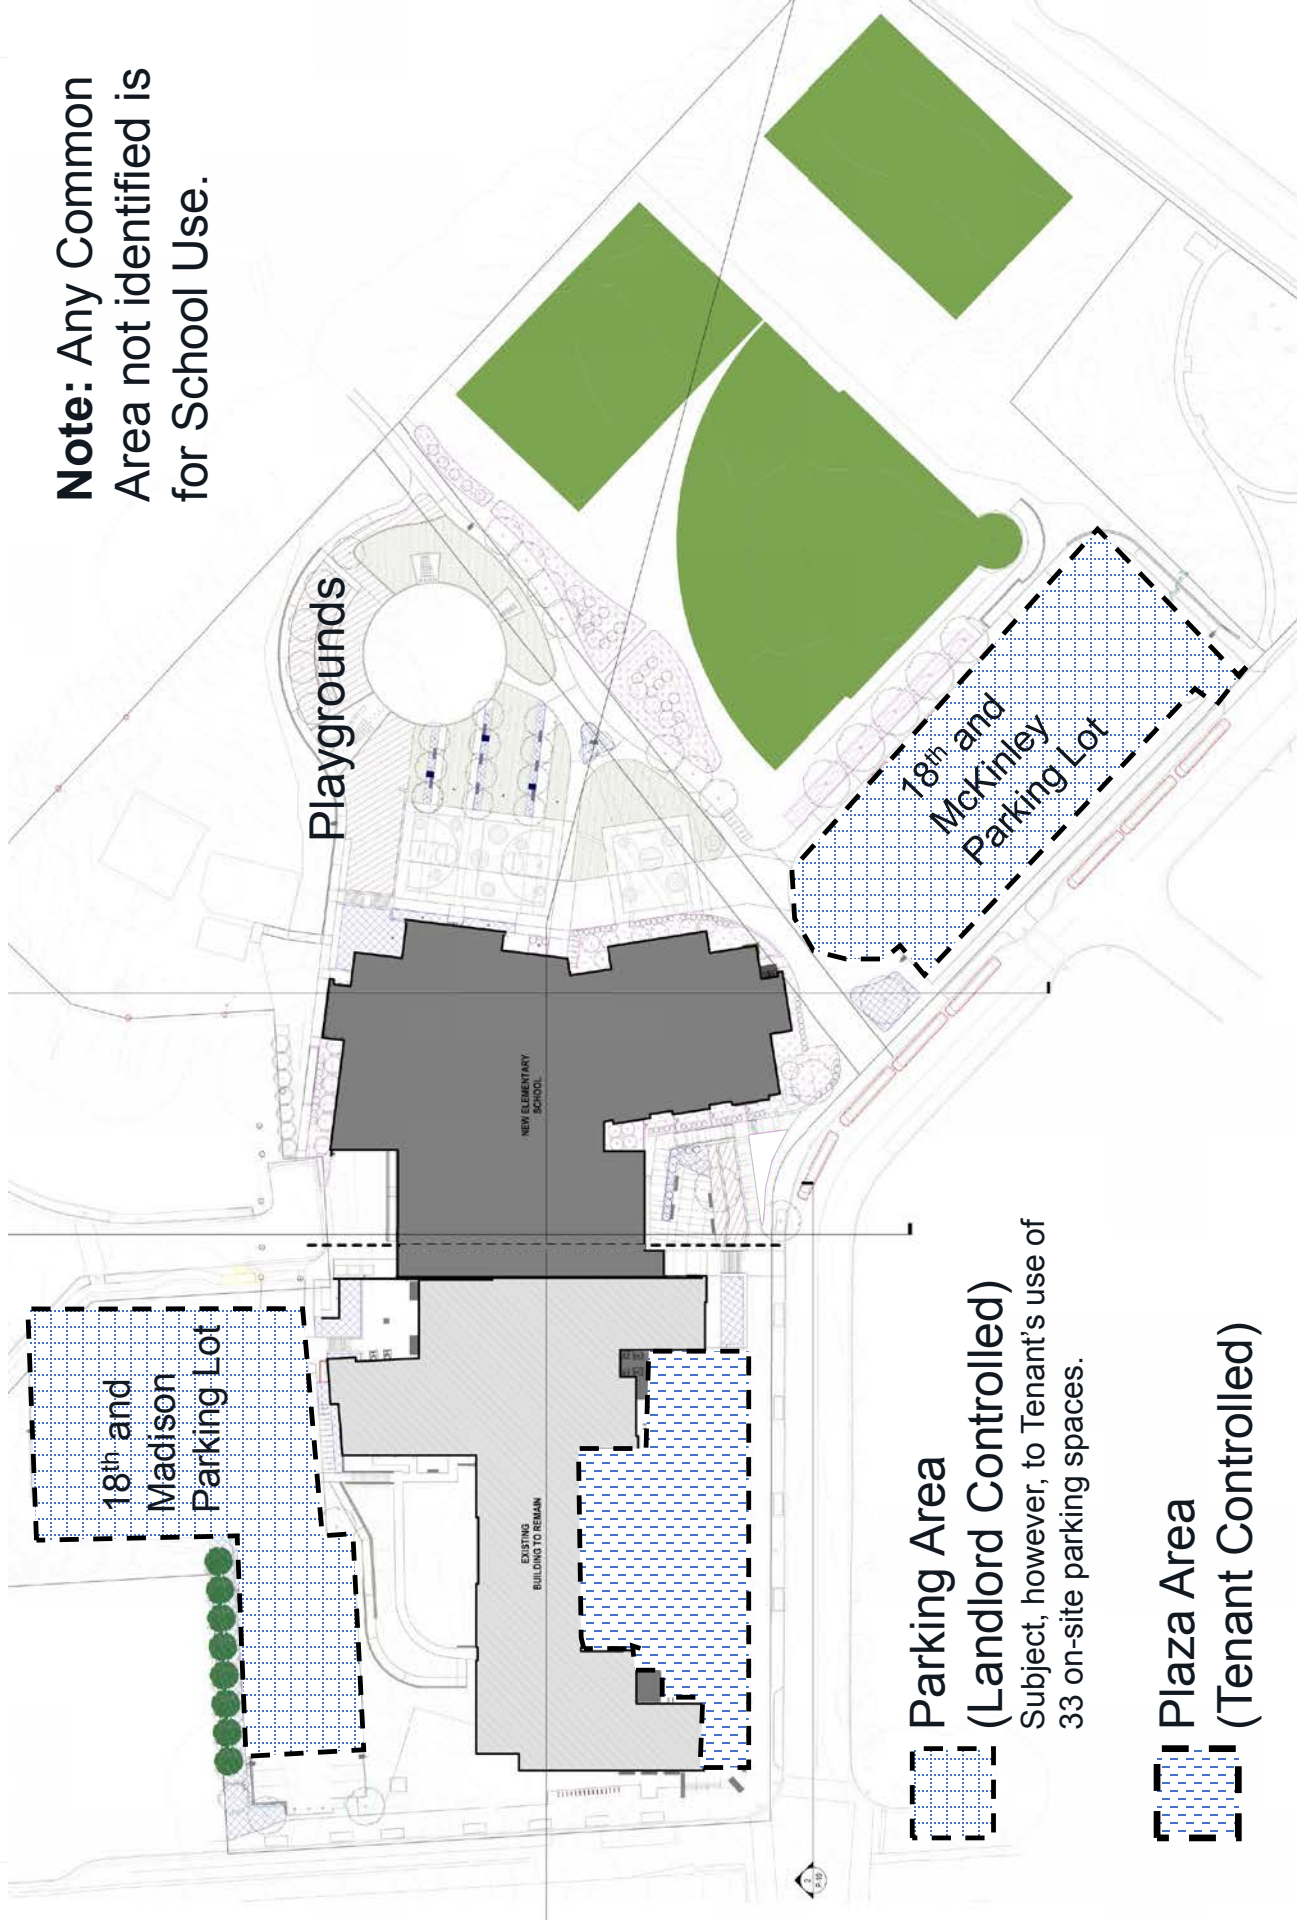 Note: Any Common
Area not identified is
for School Use.
Playgrounds
18th and
Madison
Parking Lot
18th and
McKinley
Parking Lot
NEW ELEMENTARY
SCHOOL
EXISTING
BUILDING TO REMAIN
Parking Area
(Landlord Controlled)
Subject, however, to Tenant's use of
33 on-site parking spaces.
Plaza Area
(Tenant Controlled)
2